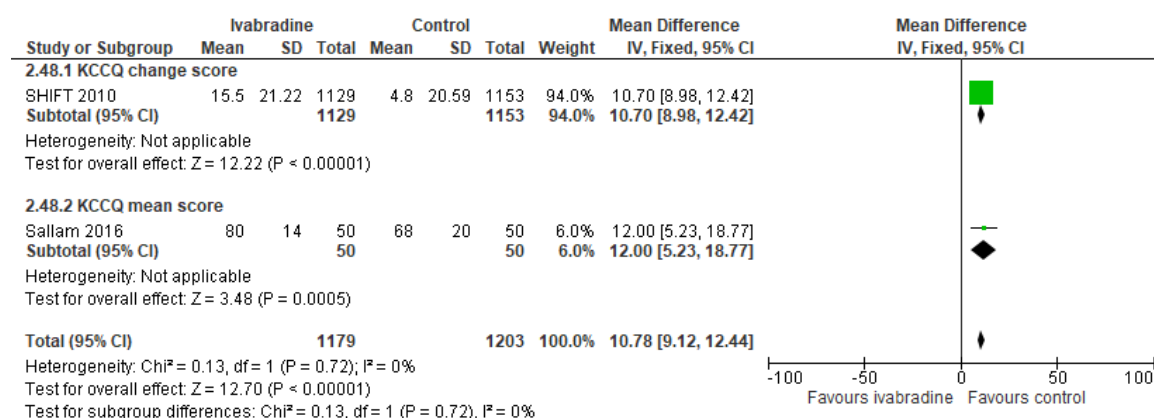 Ivabradine Control Mean Difference Mean Difference
Study or Subgroup Mean SD Total Mean SD Total Weight IV, Fixed, 95% CI IV, Fixed, 95% CI
2.48.1 KCCQ change score
SHIFT 2010 15.5 21.22 1129 4.8 20.59 1153 94.0% 10.70 [8.98, 12.42]
Subtotal (95% CI) 1129 1153 94.0% 10.70 [8.98, 12.42]
Heterogeneity: Not applicable
Test for overall effect: Z = 12.22 (P < 0.00001)
2.48.2 KCCQ mean score
Sallam 2016 80 14 50 68 20 50 6.0% 12.00 [5.23, 18.77]
Subtotal (95% CI) 50 50 6.0% 12.00 [5.23, 18.77]
Heterogeneity: Not applicable
Test for overall effect: Z = 3.48 (P = 0.0005)
Total (95% CI) 1179 1203 100.0% 10.78 [9.12, 12.44]
Heterogeneity: Chi² = 0.13, df = 1 (P = 0.72); I² = 0%
Test for overall effect: Z = 12.70 (P < 0.00001)
Test for subgroup differences: Chi² = 0.13, df = 1 (P = 0.72), I² = 0%
-100 -50 0 50 100
Favours ivabradine Favours control